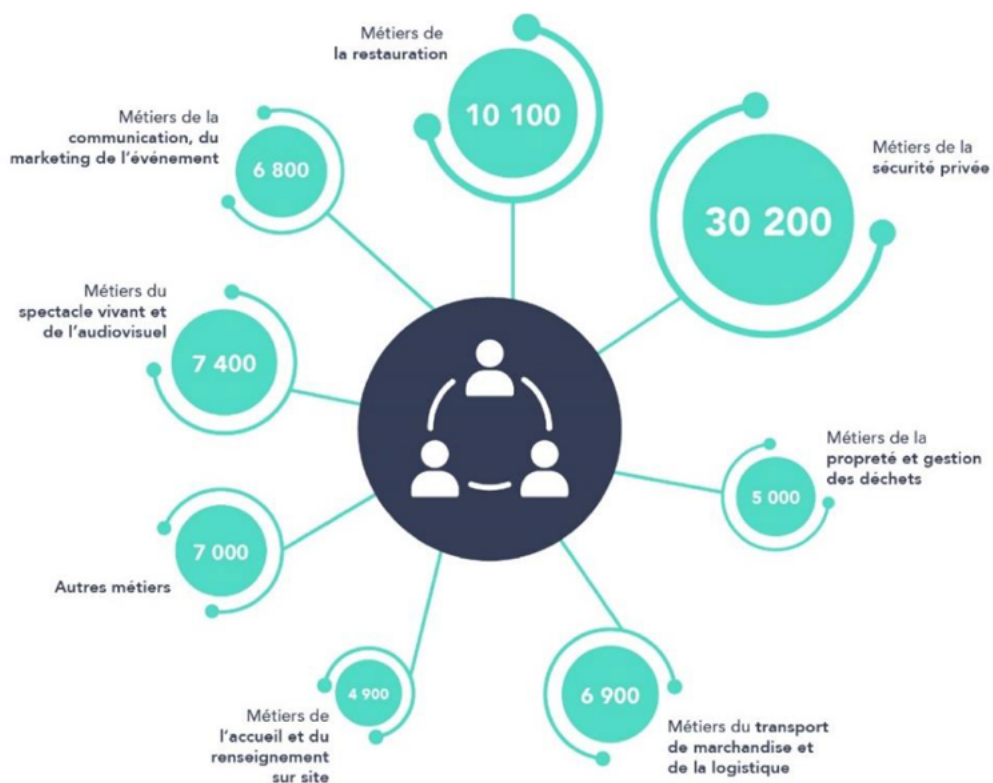 Métiers de
la restauration
10 100
Métiers de la
communication, du
marketing de l'événement
6 800
Métiers de la
sécurité privée
30 200
Métiers du
spectacle vivant et
de l'audiovisuel
7 400
Métiers de la
propreté et gestion
des déchets
5 000
7 000
Autres métiers
4 900
Métiers de
l'accueil et du
renseignement
sur site
6 900
Métiers du transport
de marchandise et
de la logistique